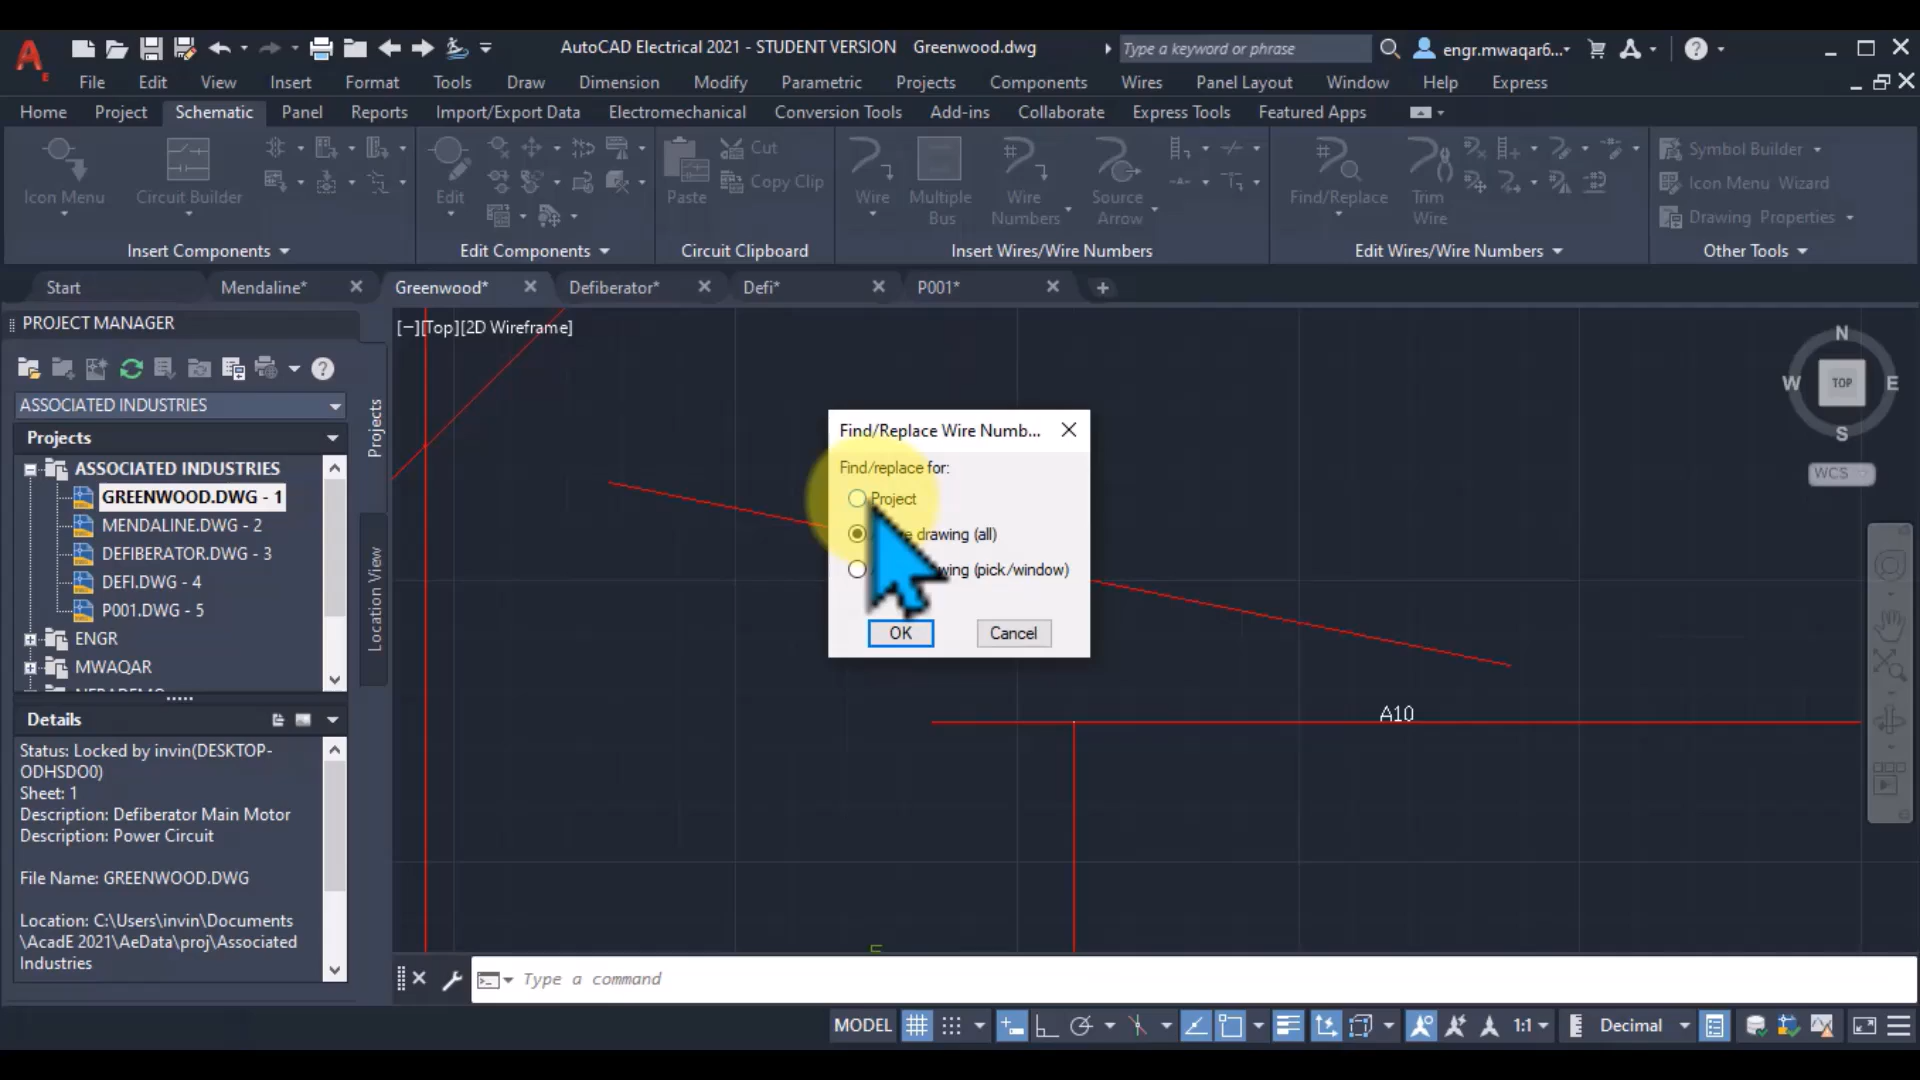 AutoCAD Electrical 2021 - STUDENT VERSION Greenwood.dwg
Type a keyword or phrase
engr.mwaqar6...
File Edit View Insert Format Tools Draw Dimension Modify Parametric Projects Components Wires Panel Layout Window Help Express
Home Project Schematic Panel Reports Import/Export Data Electromechanical Conversion Tools Add-ins Collaborate Express Tools Featured Apps
Icon Menu
Circuit Builder
Insert Components
Edit
Edit Components
Paste
Cut
Copy Clip
Circuit Clipboard
Wire
Multiple
Bus
Wire
Numbers
Source
Arrow
Insert Wires/Wire Numbers
Find/Replace
Trim
Wire
Edit Wires/Wire Numbers
Symbol Builder
Icon Menu Wizard
Drawing Properties
Other Tools
Start Mendaline* Greenwood* Defiberator* Defi* P001*
PROJECT MANAGER
ASSOCIATED INDUSTRIES
Projects
ASSOCIATED INDUSTRIES
GREENWOOD.DWG - 1
MENDALINE.DWG - 2
DEFIBERATOR.DWG - 3
DEFI.DWG - 4
P001.DWG - 5
ENGR
MWAQAR
Projects
Location View
Details
Status: Locked by invin(DESKTOP-
ODHSDO0)
Sheet: 1
Description: Defiberator Main Motor
Description: Power Circuit
File Name: GREENWOOD.DWG
Location: C:\Users\invin\Documents
\AcadE 2021\AeData\proj\Associated
Industries
[−][Top][2D Wireframe]
Find/Replace Wire Numb...
Find/replace for:
Project
drawing (all)
(pick/window)
OK Cancel
A10
N
W TOP E
S
WCS
Type a command
MODEL 1:1 Decimal